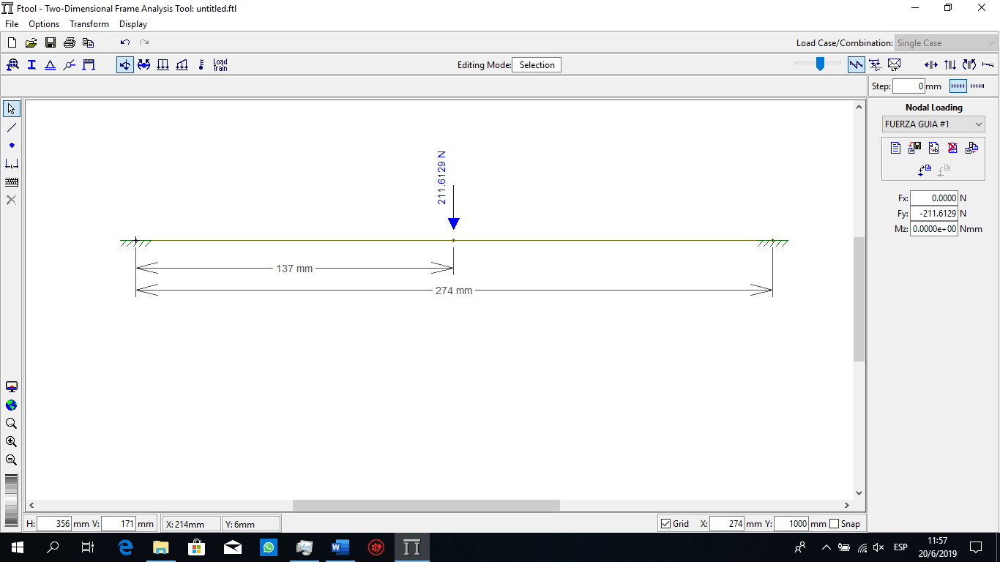 Ftool - Two-Dimensional Frame Analysis Tool: untitled.ftl
File Options Transform Display
Load Case/Combination: Single Case
Load Train
Editing Mode: Selection
Step: 0 mm
Nodal Loading
FUERZA GUIA #1
Fx: 0.0000 N
Fy: -211.6129 N
Mz: 0.0000e+00 Nmm
211.6129 N
137 mm
274 mm
H: 356 mm V: 171 mm X: 214mm Y: 6mm Grid X: 274 mm Y: 1000 mm Snap
ESP
11:57
20/6/2019